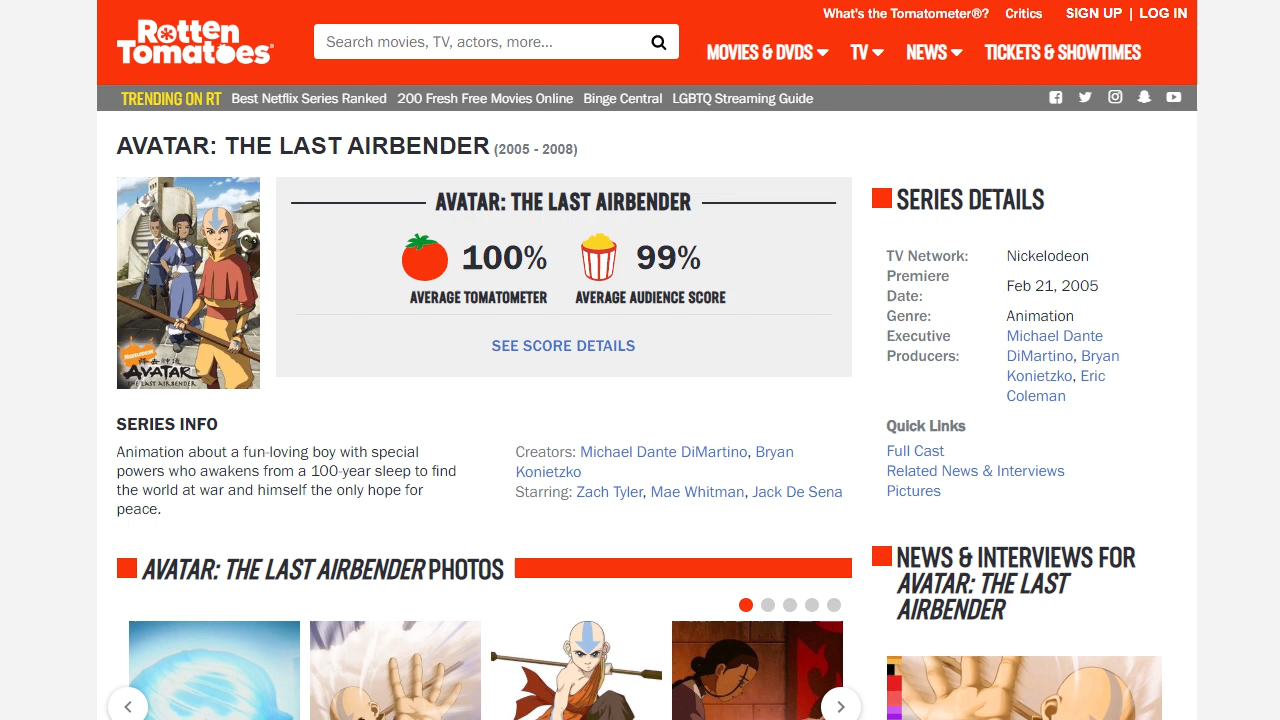 What's the Tomatometer®? Critics SIGN UP | LOG IN
Rotten
Tomatoes
Search movies, TV, actors, more...
MOVIES & DVDS TV NEWS TICKETS & SHOWTIMES
TRENDING ON RT Best Netflix Series Ranked 200 Fresh Free Movies Online Binge Central LGBTQ Streaming Guide
AVATAR: THE LAST AIRBENDER (2005 - 2008)
NICKELODEON
降去神通
AVATAR
THE LAST AIRBENDER
AVATAR: THE LAST AIRBENDER
100% 99%
AVERAGE TOMATOMETER AVERAGE AUDIENCE SCORE
SEE SCORE DETAILS
SERIES INFO
Animation about a fun-loving boy with special
powers who awakens from a 100-year sleep to find
the world at war and himself the only hope for
peace.
Creators: Michael Dante DiMartino, Bryan
Konietzko
Starring: Zach Tyler, Mae Whitman, Jack De Sena
AVATAR: THE LAST AIRBENDER PHOTOS
SERIES DETAILS
TV Network: Nickelodeon
Premiere
Date: Feb 21, 2005
Genre: Animation
Executive Michael Dante
Producers: DiMartino, Bryan
Konietzko, Eric
Coleman
Quick Links
Full Cast
Related News & Interviews
Pictures
NEWS & INTERVIEWS FOR
AVATAR: THE LAST
AIRBENDER